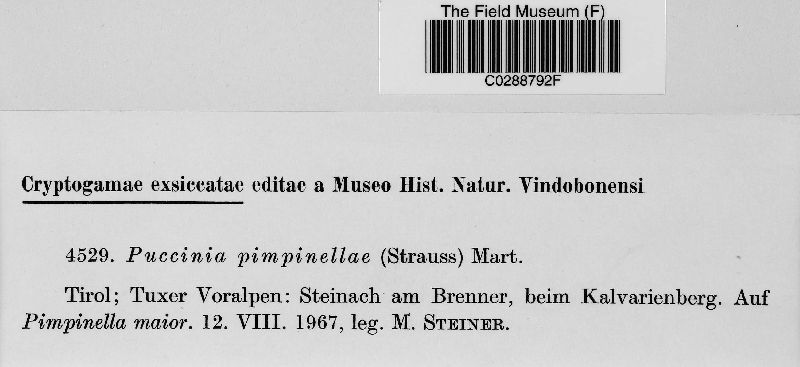 The Field Museum (F)
C0288792F
Cryptogamae exsiccatae editae a Museo Hist. Natur. Vindobonensi
4529. Puccinia pimpinellae (Strauss) Mart.
Tirol; Tuxer Voralpen: Steinach am Brenner, beim Kalvarienberg. Auf
Pimpinella maior. 12. VIII. 1967, leg. M. STEINER.